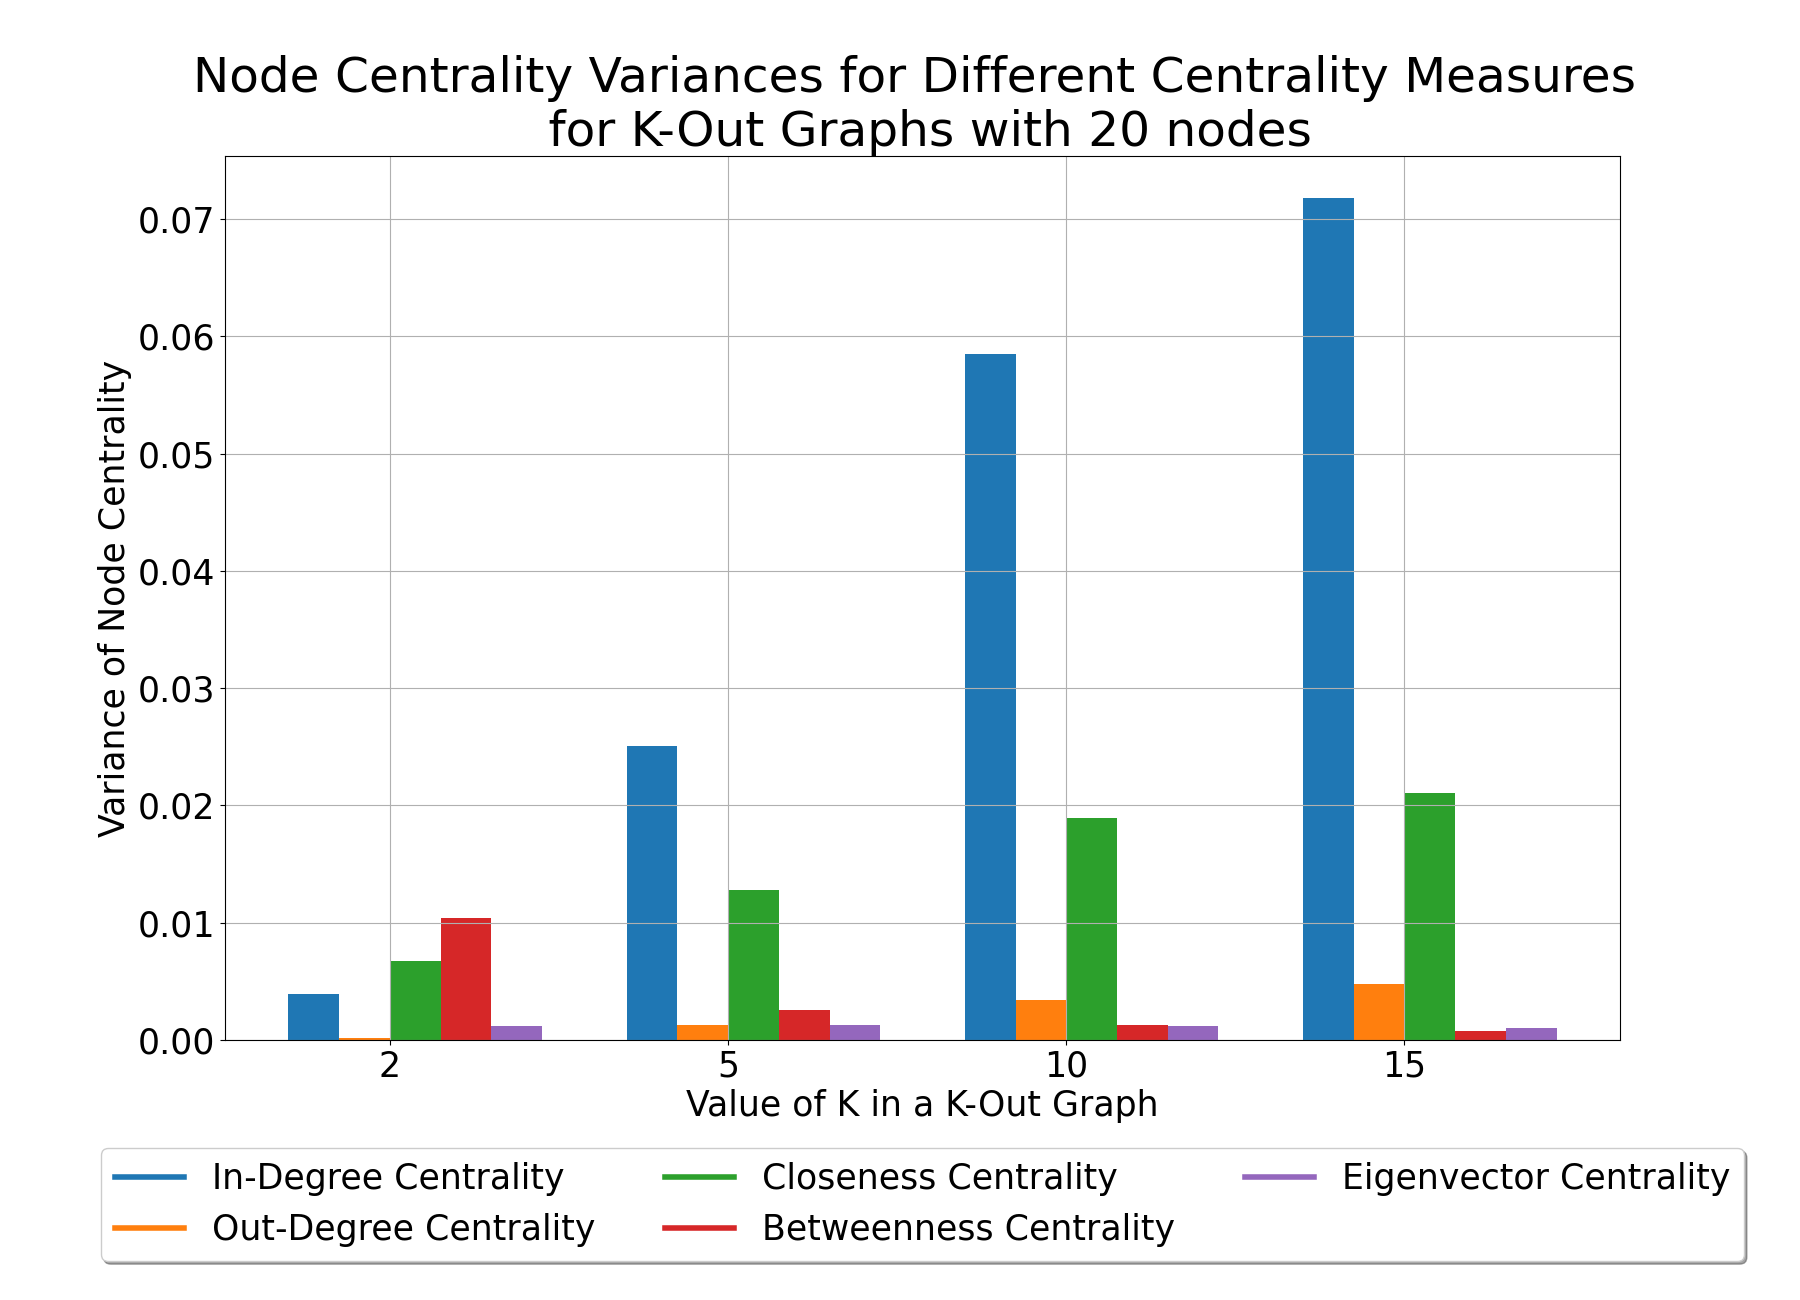 Node Centrality Variances for Different Centrality Measures
for K-Out Graphs with 20 nodes
Variance of Node Centrality
0.07
0.06
0.05
0.04
0.03
0.02
0.01
0.00
2 5 10 15
Value of K in a K-Out Graph
In-Degree Centrality Closeness Centrality Eigenvector Centrality
Out-Degree Centrality Betweenness Centrality